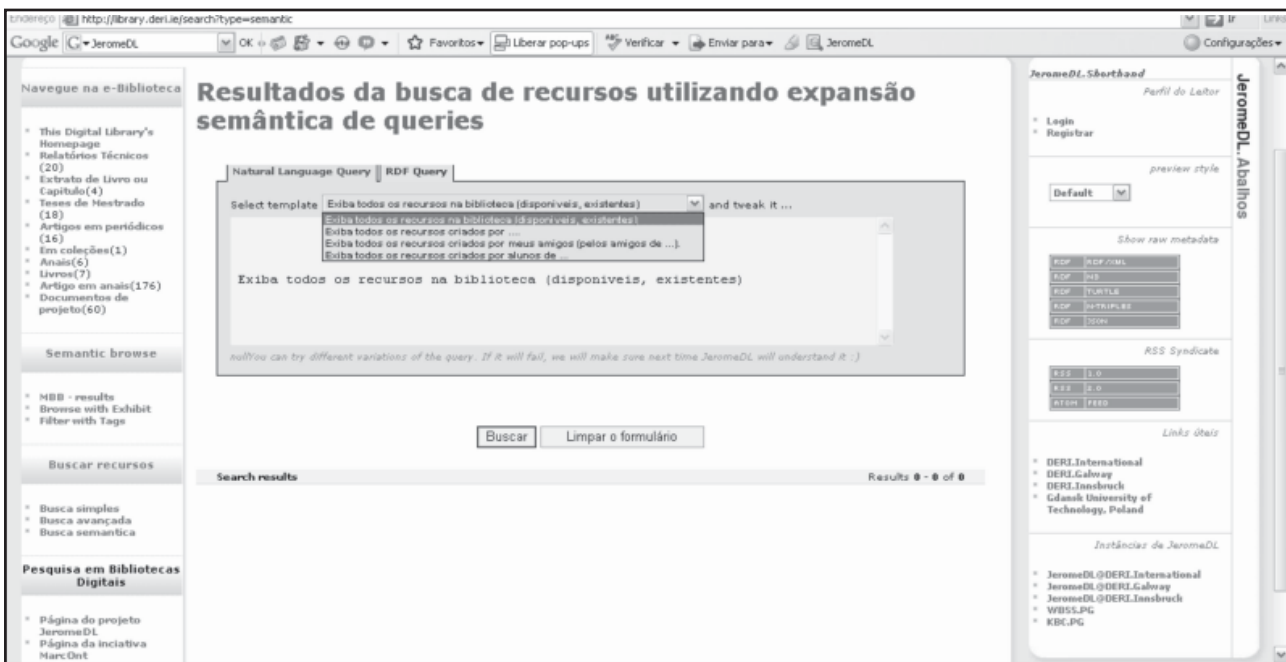 Endereço http://library.deri.ie/search?type=semantic Ir Links
Google JeromeDL OK Favoritos Liberar pop-ups Verificar Enviar para JeromeDL Configurações
Navegue na e-Biblioteca
This Digital Library's
Homepage
Relatórios Técnicos
(20)
Extrato de Livro ou
Capítulo(4)
Teses de Mestrado
(18)
Artigos em periódicos
(16)
Em coleções(1)
Anais(6)
Livros(7)
Artigo em anais(176)
Documentos de
projeto(60)
Semantic browse
MBB - results
Browse with Exhibit
Filter with Tags
Buscar recursos
Busca simples
Busca avançada
Busca semantica
Pesquisa em Bibliotecas
Digitais
Página do projeto
JeromeDL
Página da inciativa
MarcOnt
Resultados da busca de recursos utilizando expansão
semântica de queries
Natural Language Query RDF Query
Select template Exiba todos os recursos na biblioteca (disponíveis, existentes) and tweak it ...
Exiba todos os recursos na biblioteca (disponíveis, existentes)
Exiba todos os recursos criados por ....
Exiba todos os recursos criados por meus amigos (pelos amigos de ...).
Exiba todos os recursos criados por alunos de ...
Exiba todos os recursos na biblioteca (disponíveis, existentes)
nullYou can try different variations of the query. If it will fail, we will make sure next time JeromeDL will understand it :)
Buscar Limpar o formulário
Search results Results 0 - 0 of 0
JeromeDL.Shorthand
Perfil do Leitor
Login
Registrar
preview style
Default
Show raw metadata
RDF RDF/XML
RDF N3
RDF TURTLE
RDF N-TRIPLES
RDF JSON
RSS Syndicate
RSS 1.0
RSS 2.0
ATOM FEED
Links úteis
DERI.International
DERI.Galway
DERI.Innsbruck
Gdansk University of
Technology, Poland
Instâncias de JeromeDL
JeromeDL@DERI.International
JeromeDL@DERI.Galway
JeromeDL@DERI.Innsbruck
WBSS.PG
KBC.PG
JeromeDL.Abalhos